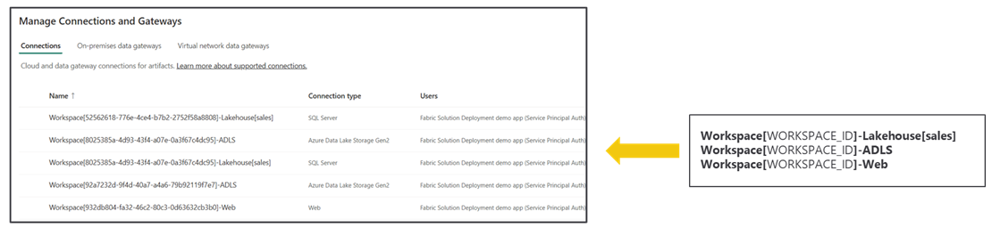 Manage Connections and Gateways
Connections On-premises data gateways Virtual network data gateways
Cloud and data gateway connections for artifacts. Learn more about supported connections.
Name ↑ Connection type Users
Workspace[52562618-776e-4ce4-b7b2-2752f58a8808]-Lakehouse[sales] SQL Server Fabric Solution Deployment demo app (Service Principal Auth)
Workspace[8025385a-4d93-43f4-a07e-0a3f67c4dc95]-ADLS Azure Data Lake Storage Gen2 Fabric Solution Deployment demo app (Service Principal Auth)
Workspace[8025385a-4d93-43f4-a07e-0a3f67c4dc95]-Lakehouse[sales] SQL Server Fabric Solution Deployment demo app (Service Principal Auth)
Workspace[92a7232d-9f4d-40a7-a4a6-79b92119f7e7]-ADLS Azure Data Lake Storage Gen2 Fabric Solution Deployment demo app (Service Principal Auth)
Workspace[932db804-fa32-46c2-80c3-0d63632cb3b0]-Web Web Fabric Solution Deployment demo app (Service Principal Auth)
Workspace[WORKSPACE_ID]-Lakehouse[sales]
Workspace[WORKSPACE_ID]-ADLS
Workspace[WORKSPACE_ID]-Web